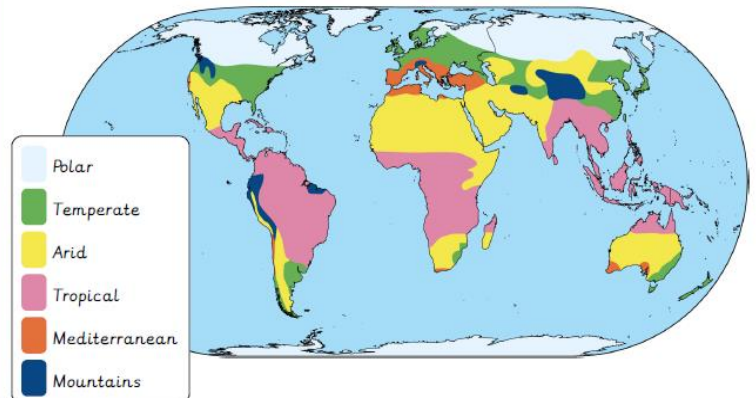 Polar
Temperate
Arid
Tropical
Mediterranean
Mountains